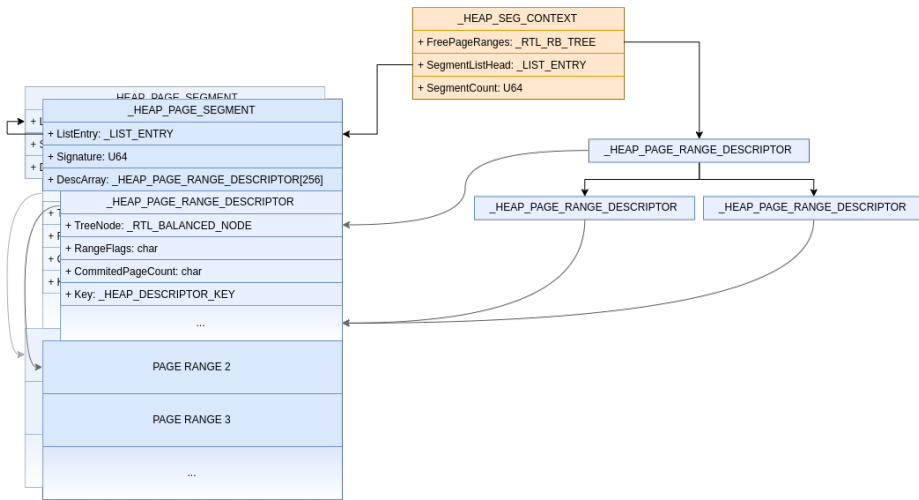 _HEAP_SEG_CONTEXT
+ FreePageRanges: _RTL_RB_TREE
+ SegmentListHead: _LIST_ENTRY
+ SegmentCount: U64
HEAP_PAGE_SEGMENT
_HEAP_PAGE_SEGMENT
+ ListEntry: _LIST_ENTRY
+ Signature: U64
+ DescArray: _HEAP_PAGE_RANGE_DESCRIPTOR[256]
_HEAP_PAGE_RANGE_DESCRIPTOR
+ TreeNode: _RTL_BALANCED_NODE
+ RangeFlags: char
+ CommitedPageCount: char
+ Key: _HEAP_DESCRIPTOR_KEY
...
PAGE RANGE 2
PAGE RANGE 3
...
_HEAP_PAGE_RANGE_DESCRIPTOR
_HEAP_PAGE_RANGE_DESCRIPTOR
_HEAP_PAGE_RANGE_DESCRIPTOR